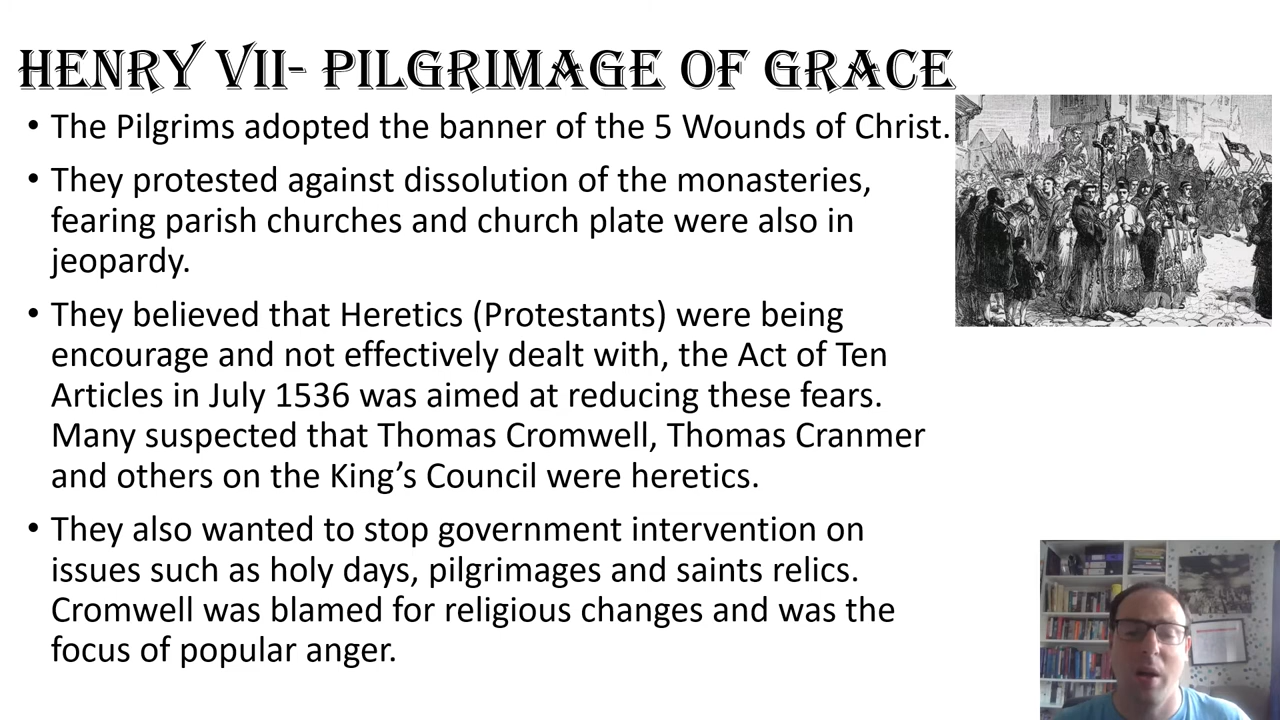 HENRY VII- PILGRIMAGE OF GRACE
• The Pilgrims adopted the banner of the 5 Wounds of Christ.
• They protested against dissolution of the monasteries,
fearing parish churches and church plate were also in
jeopardy.
• They believed that Heretics (Protestants) were being
encourage and not effectively dealt with, the Act of Ten
Articles in July 1536 was aimed at reducing these fears.
Many suspected that Thomas Cromwell, Thomas Cranmer
and others on the King’s Council were heretics.
• They also wanted to stop government intervention on
issues such as holy days, pilgrimages and saints relics.
Cromwell was blamed for religious changes and was the
focus of popular anger.